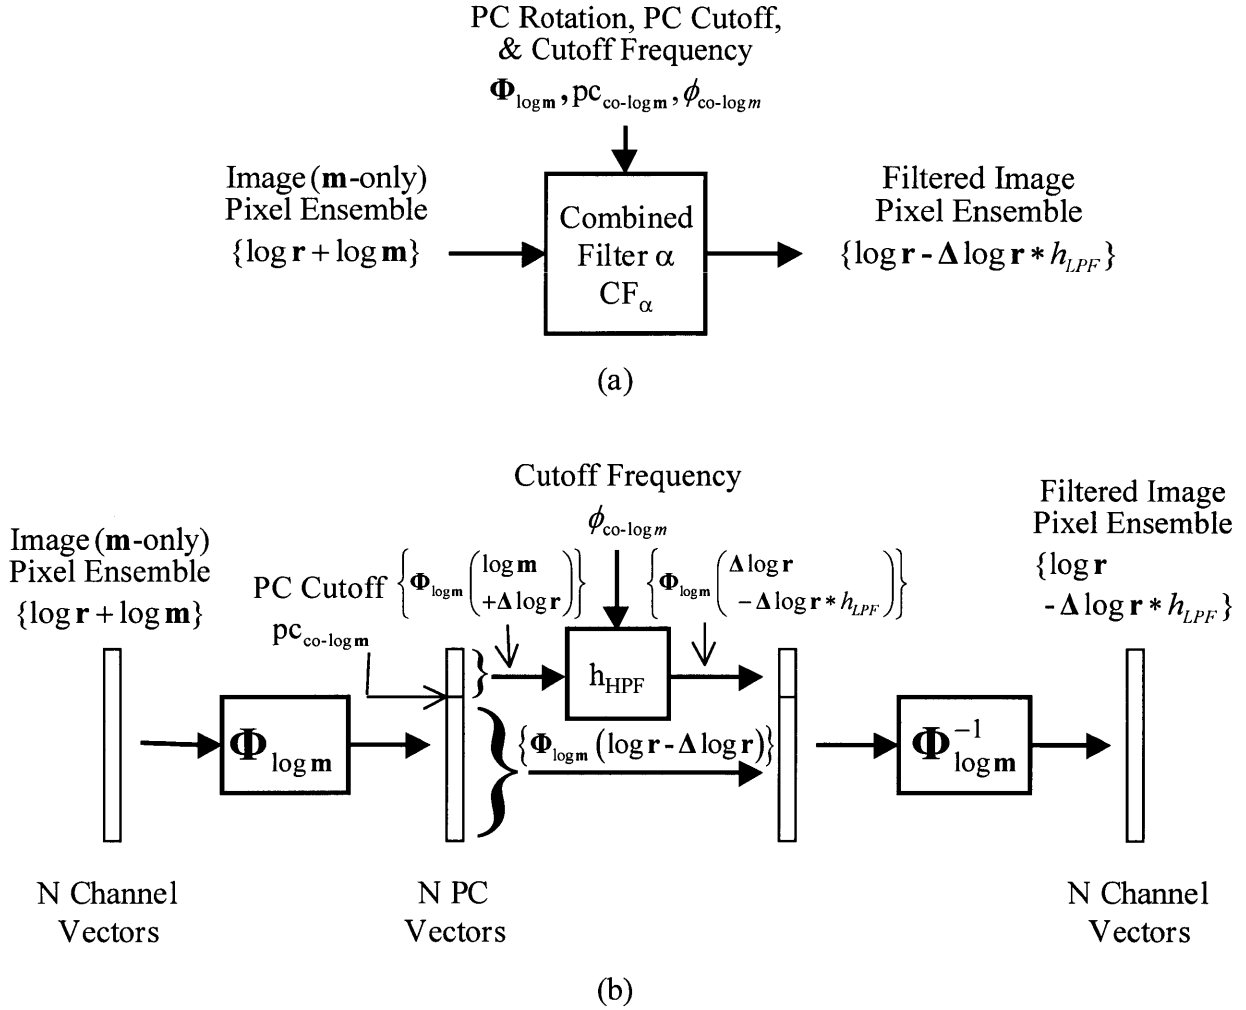 PC Rotation, PC Cutoff,
& Cutoff Frequency
Φlog m, pcco-log m, ϕco-log m
Image (m-only)
Pixel Ensemble
{log r + log m}
Combined
Filter α
CFα
Filtered Image
Pixel Ensemble
{log r - Δ log r * hLPF}
(a)
Cutoff Frequency
ϕco-log m
Image (m-only)
Pixel Ensemble
{log r + log m}
PC Cutoff
pcco-log m
{Φlog m (log m
+Δ log r)}
{Φlog m (Δ log r
- Δ log r * hLPF)}
Filtered Image
Pixel Ensemble
{log r
- Δ log r * hLPF}
hHPF
Φlog m
{Φlog m (log r - Δ log r)}
Φ-1log m
N Channel
Vectors
N PC
Vectors
N Channel
Vectors
(b)